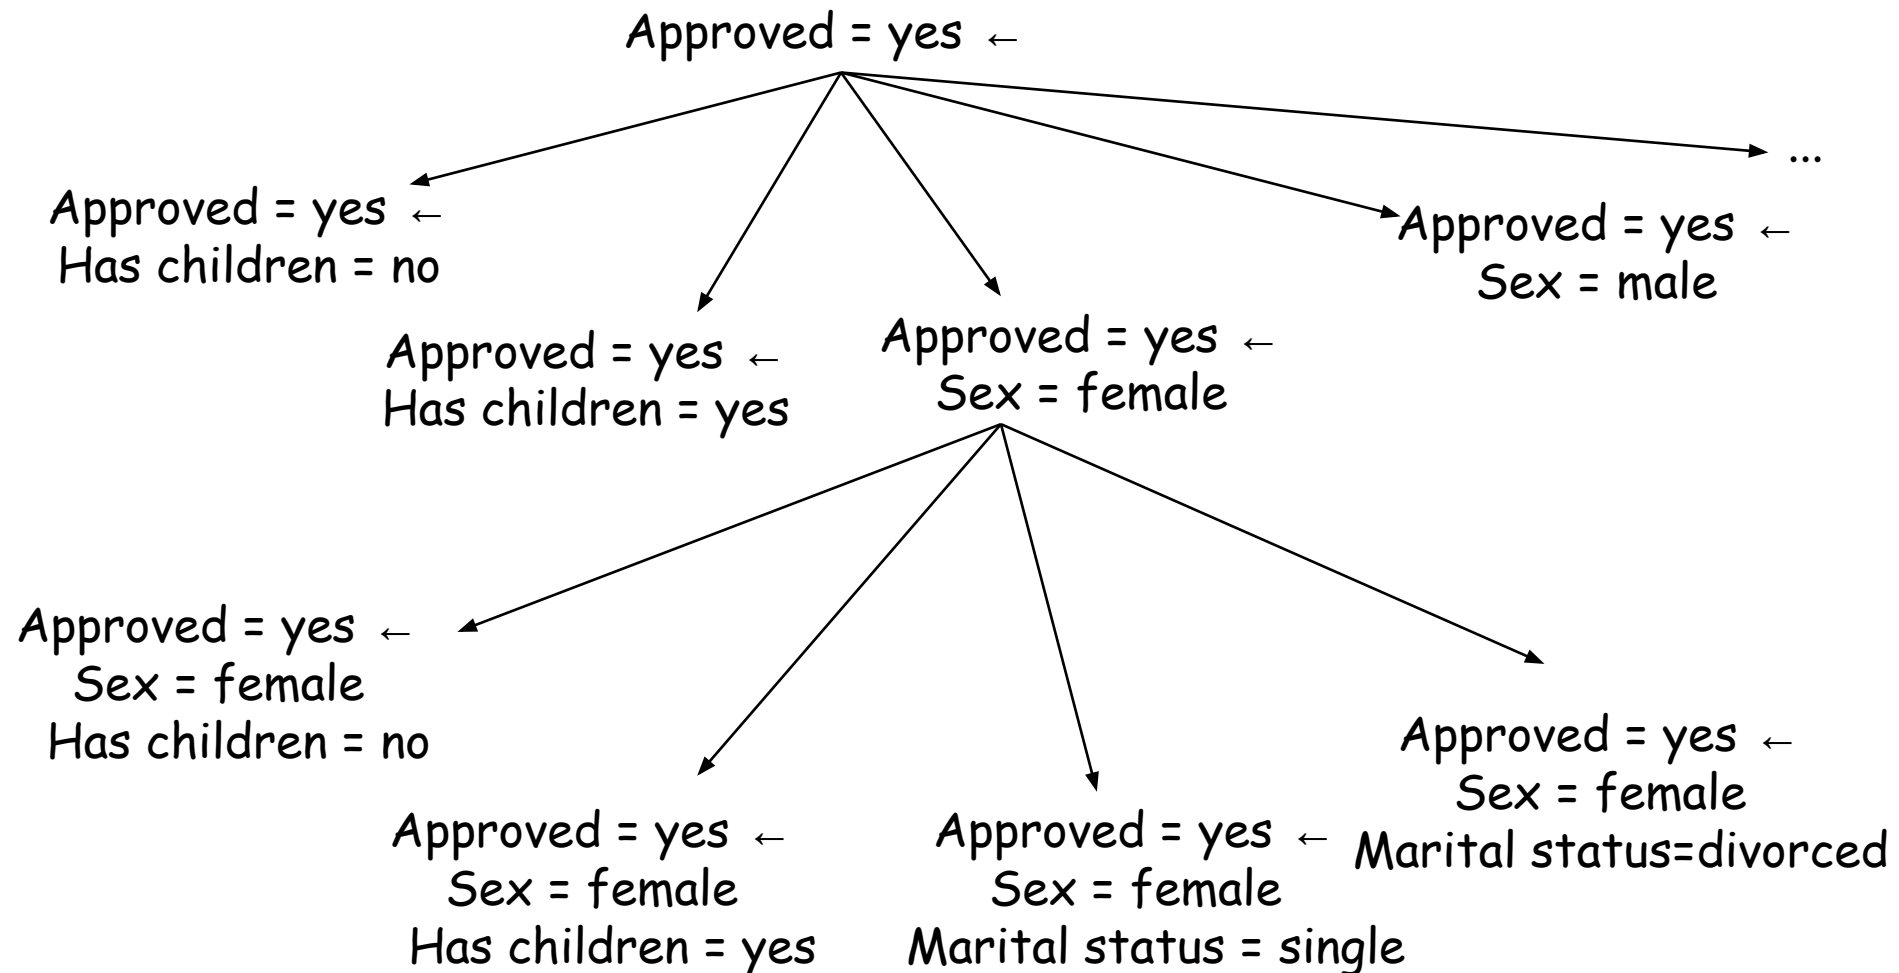 Approved = yes ←
...
Approved = yes ←
Has children = no
Approved = yes ←
Has children = yes
Approved = yes ←
Sex = female
Approved = yes ←
Sex = male
Approved = yes ←
Sex = female
Has children = no
Approved = yes ←
Sex = female
Has children = yes
Approved = yes ←
Sex = female
Marital status = single
Approved = yes ←
Sex = female
Marital status=divorced